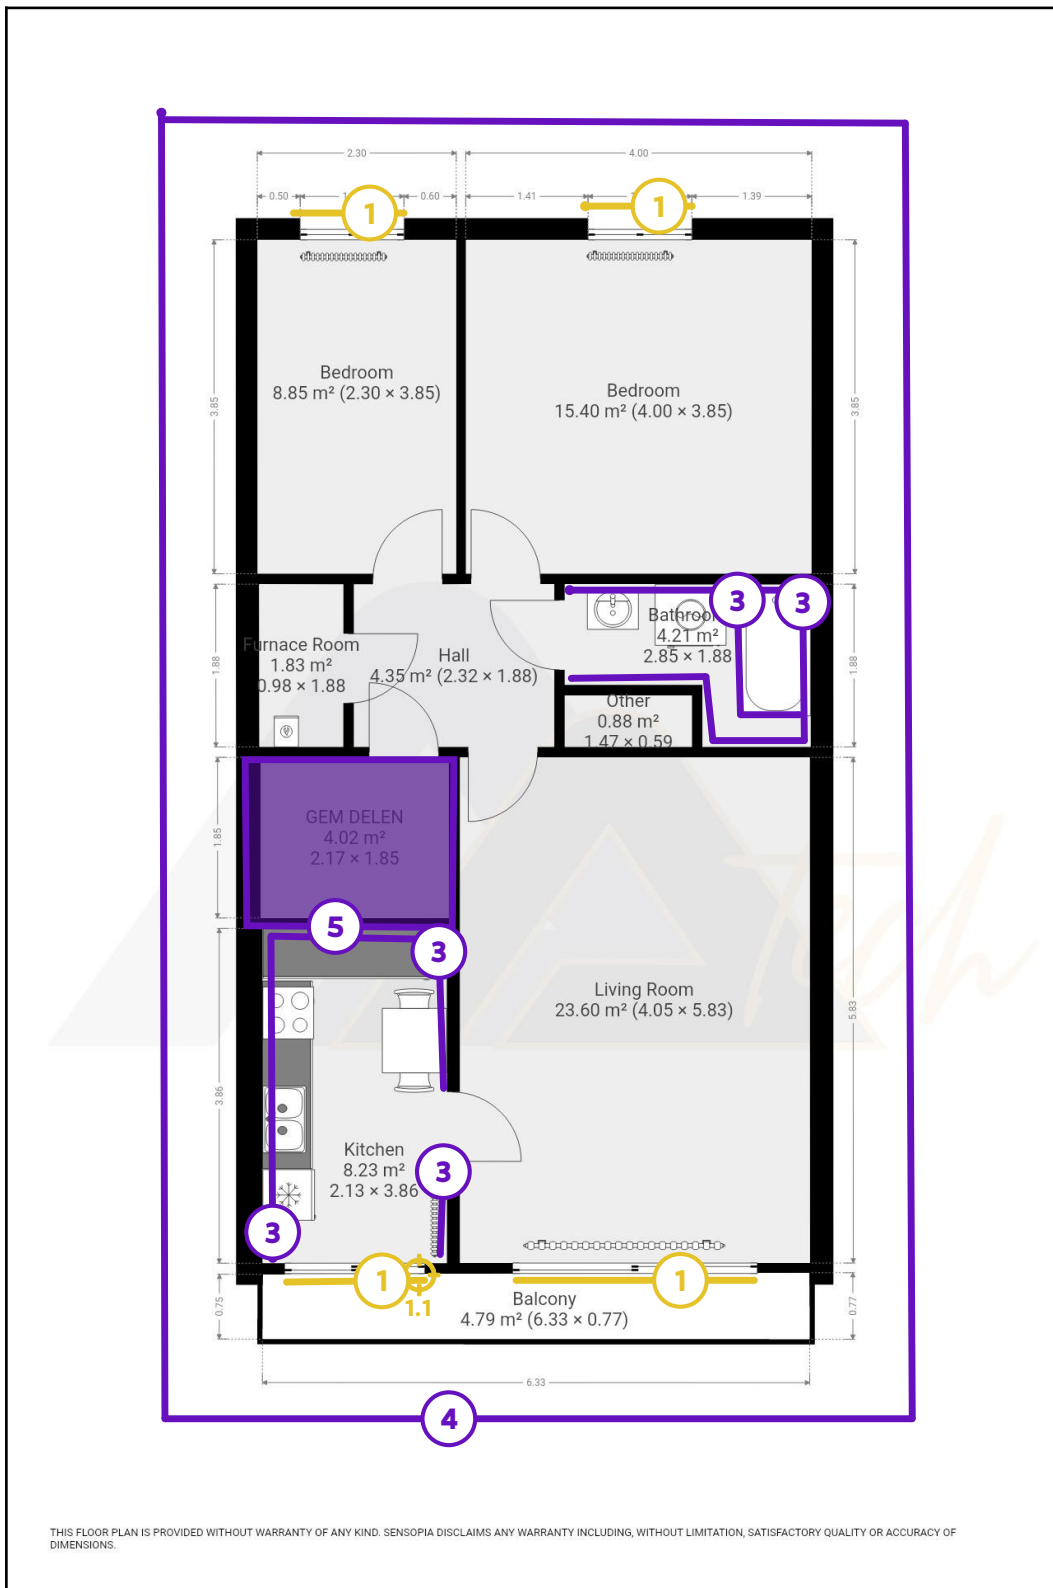 2.30
4.00
0.50
0.60
1.41
1.39
1
1
3.85
3.85
Bedroom
8.85 m² (2.30 × 3.85)
Bedroom
15.40 m² (4.00 × 3.85)
3
3
Furnace Room
1.83 m²
0.98 × 1.88
Hall
4.35 m² (2.32 × 1.88)
Bathroom
4.21 m²
2.85 × 1.88
1.88
1.88
Other
0.88 m²
1.47 × 0.59
GEM DELEN
4.02 m²
2.17 × 1.85
1.85
Tech
5
3
Living Room
23.60 m² (4.05 × 5.83)
5.83
3.86
Kitchen
8.23 m²
2.13 × 3.86
3
3
1
1
1.1
Balcony
4.79 m² (6.33 × 0.77)
0.75
0.77
6.33
4
THIS FLOOR PLAN IS PROVIDED WITHOUT WARRANTY OF ANY KIND. SENSOPIA DISCLAIMS ANY WARRANTY INCLUDING, WITHOUT LIMITATION, SATISFACTORY QUALITY OR ACCURACY OF
DIMENSIONS.